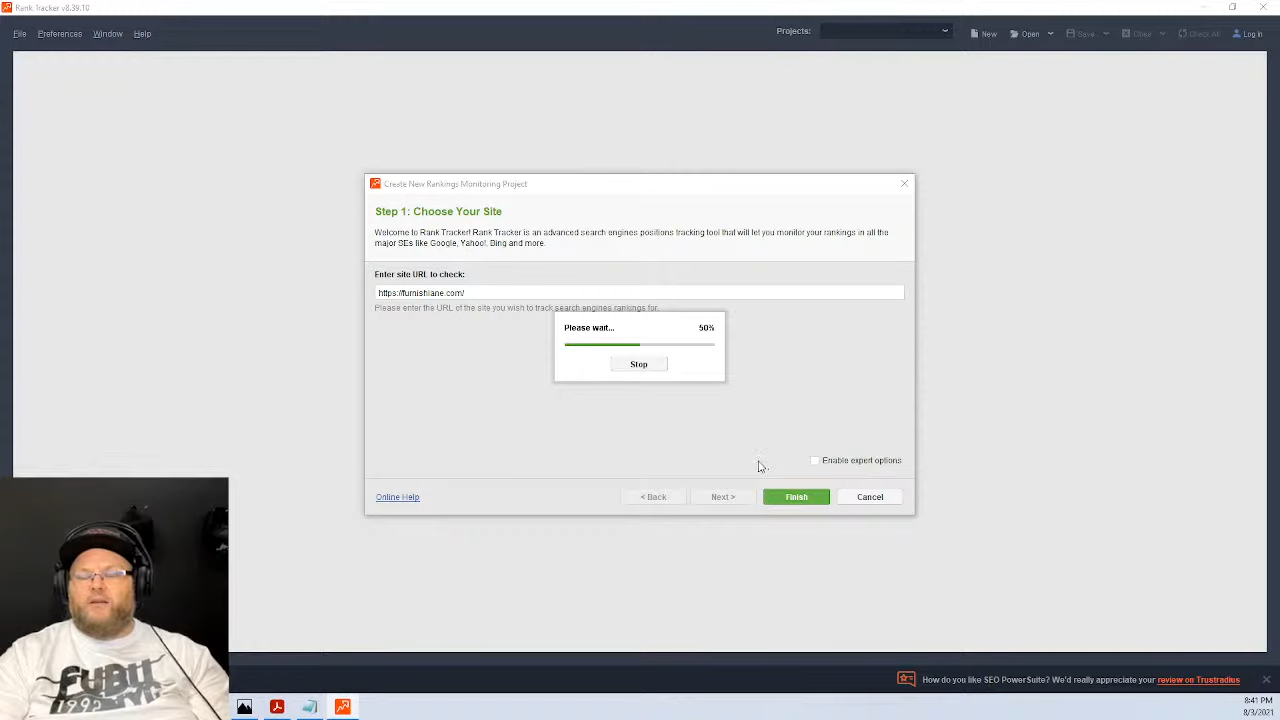 Rank Tracker v8.39.10
File Preferences Window Help Projects: New Open Save Close Check All Log in
Create New Rankings Monitoring Project
Step 1: Choose Your Site
Welcome to Rank Tracker! Rank Tracker is an advanced search engines positions tracking tool that will let you monitor your rankings in all the
major SEs like Google, Yahoo!, Bing and more.
Enter site URL to check:
https://furnishlane.com/
Please enter the URL of the site you wish to track search engines rankings for.
Please wait... 50%
Stop
Enable expert options
Online Help < Back Next > Finish Cancel
FUBU
1992 NYC
How do you like SEO PowerSuite? We'd really appreciate your review on Trustradius
8:41 PM
8/3/2021